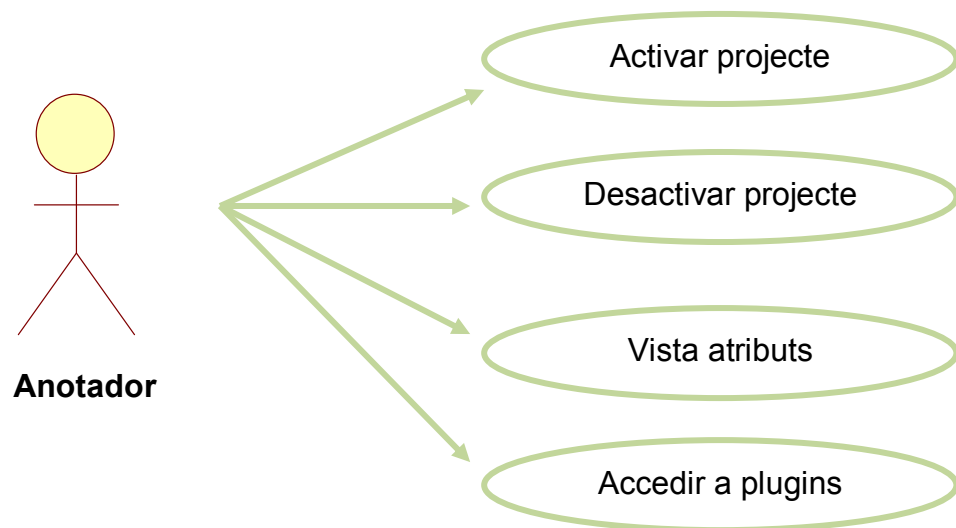 Activar projecte
Desactivar projecte
Vista atributs
Anotador
Accedir a plugins